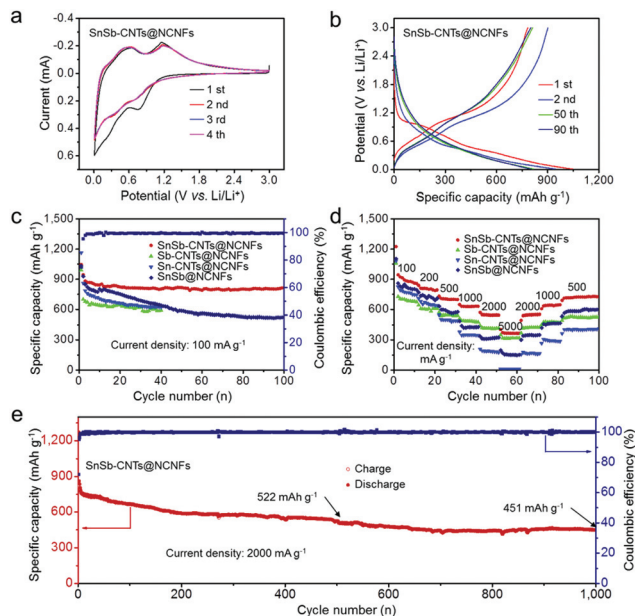 a
SnSb-CNTs@NCNFs
-0.4
-0.2
0.0
0.2
0.4
0.6
Current (mA)
1 st
2 nd
3 rd
4 th
0.0 0.6 1.2 1.8 2.4 3.0
Potential (V vs. Li/Li⁺)
b
SnSb-CNTs@NCNFs
3.0
2.4
1.8
1.2
0.6
0.0
Potential (V vs. Li/Li⁺)
1 st
2 nd
50 th
90 th
0 300 600 900 1,200
Specific capacity (mAh g⁻¹)
c
1,500
1,200
900
600
300
0
Specific capacity (mAh g⁻¹)
SnSb-CNTs@NCNFs
Sb-CNTs@NCNFs
Sn-CNTs@NCNFs
SnSb@NCNFs
Current density: 100 mA g⁻¹
100
80
60
40
20
0
Coulombic efficiency (%)
0 20 40 60 80 100
Cycle number (n)
d
1,500
1,200
900
600
300
0
Specific capacity (mAh g⁻¹)
SnSb-CNTs@NCNFs
Sb-CNTs@NCNFs
Sn-CNTs@NCNFs
SnSb@NCNFs
100 200 500 1000 2000 5000 2000 1000 500
Current density:
mA g⁻¹
0 20 40 60 80 100
Cycle number (n)
e
1,200
900
600
300
0
Specific capacity (mAh g⁻¹)
SnSb-CNTs@NCNFs
Charge
Discharge
522 mAh g⁻¹
451 mAh g⁻¹
Current density: 2000 mA g⁻¹
100
80
60
40
20
0
Coulombic efficiency (%)
0 200 400 600 800 1,000
Cycle number (n)